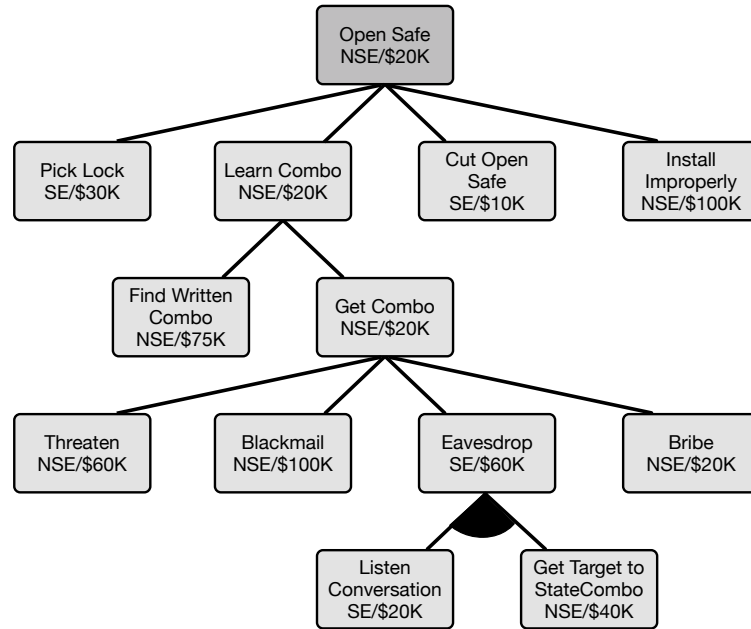 Open Safe
NSE/$20K
Pick Lock
SE/$30K
Learn Combo
NSE/$20K
Cut Open
Safe
SE/$10K
Install
Improperly
NSE/$100K
Find Written
Combo
NSE/$75K
Get Combo
NSE/$20K
Threaten
NSE/$60K
Blackmail
NSE/$100K
Eavesdrop
SE/$60K
Bribe
NSE/$20K
Listen
Conversation
SE/$20K
Get Target to
StateCombo
NSE/$40K